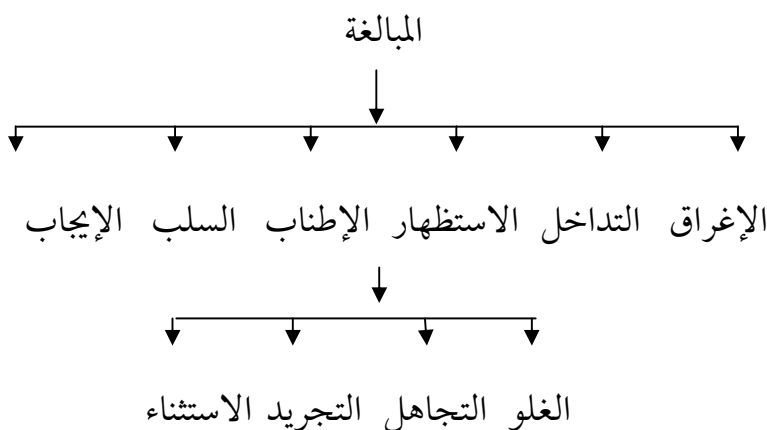 المبالغة
الإغراق التداخل الاستظهار الإطناب السلب الإيجاب
الغلو التجاهل التجريد الاستثناء